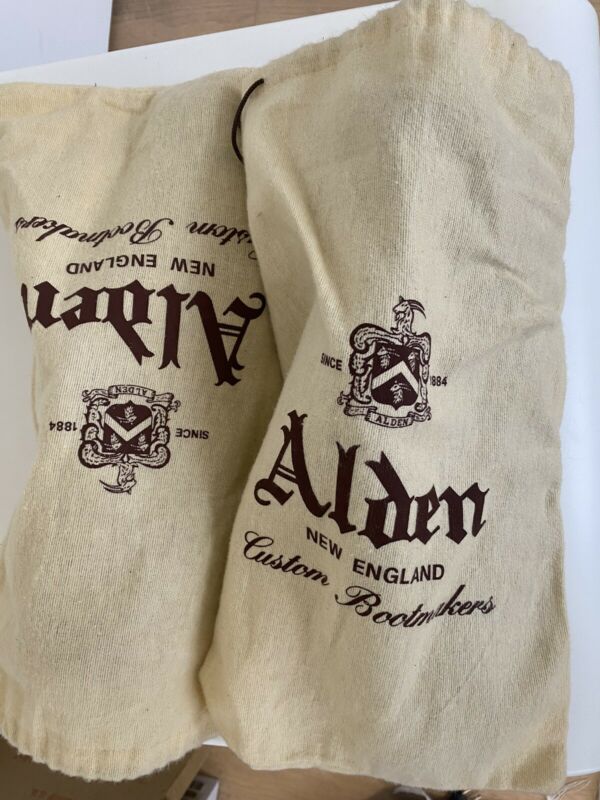 SINCE 1884
ALDEN
Alden
NEW ENGLAND
Custom Bootmakers
SINCE 1884
ALDEN
Alden
NEW ENGLAND
Custom Bootmakers